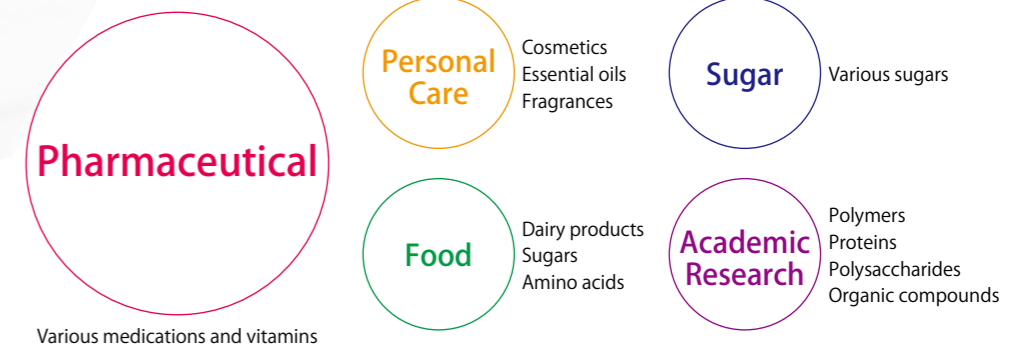 Pharmaceutical
Various medications and vitamins
Personal
Care
Cosmetics
Essential oils
Fragrances
Sugar
Various sugars
Food
Dairy products
Sugars
Amino acids
Academic
Research
Polymers
Proteins
Polysaccharides
Organic compounds